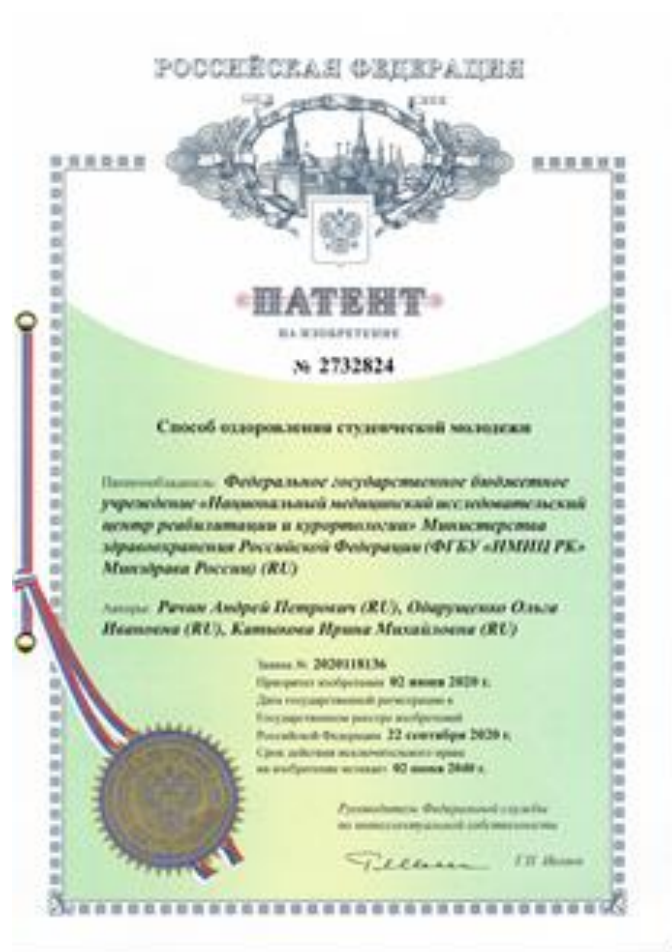 РОССИЙСКАЯ ФЕДЕРАЦИЯ
ПАТЕНТ
НА ИЗОБРЕТЕНИЕ
№ 2732824
Способ оздоровления студенческой молодежи
Патентообладатель: Федеральное государственное бюджетное
учреждение «Национальный медицинский исследовательский
центр реабилитации и курортологии» Министерства
здравоохранения Российской Федерации (ФГБУ «НМИЦ РК»
Минздрава России) (RU)
Авторы: Рачин Андрей Петрович (RU), Одарущенко Ольга
Ивановна (RU), Ирина Михайловна (RU)
Заявка № 2020118136
Приоритет изобретения 02 июня 2020 г.
Дата государственной регистрации в
Государственном реестре изобретений
Российской Федерации 22 сентября 2020 г.
Срок действия исключительного права
на изобретение истекает 02 июня 2040 г.
Руководитель Федеральной службы
по интеллектуальной собственности
Г.П. Ивлиев